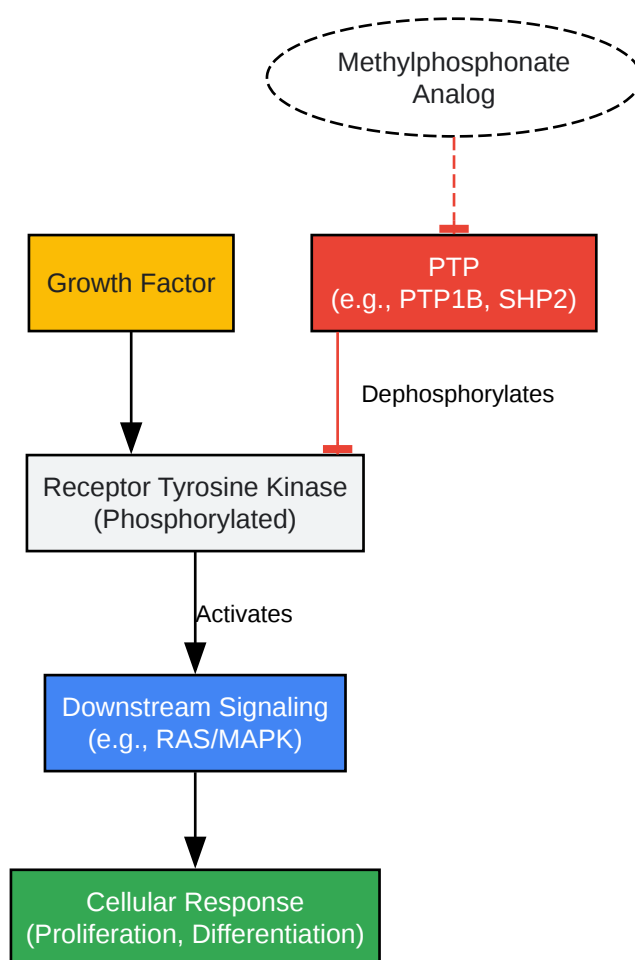 Methylphosphonate
Analog
Growth Factor
PTP
(e.g., PTP1B, SHP2)
Dephosphorylates
Receptor Tyrosine Kinase
(Phosphorylated)
Activates
Downstream Signaling
(e.g., RAS/MAPK)
Cellular Response
(Proliferation, Differentiation)